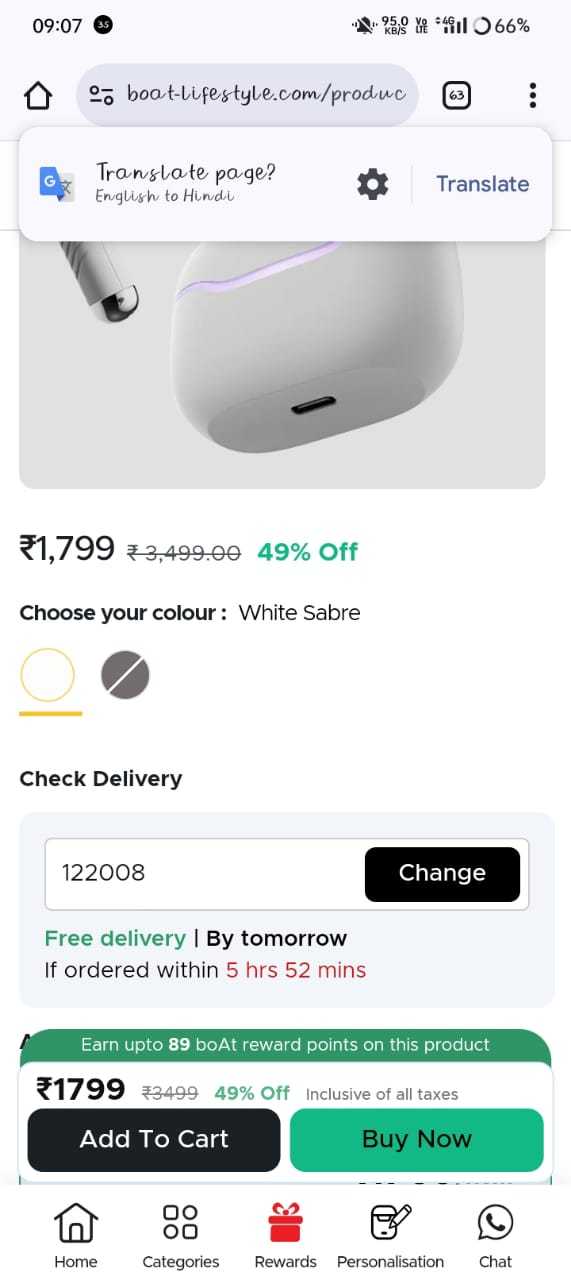 09:07 35 95.0 KB/S Vo LTE 4G 66%
boat-lifestyle.com/produc 63
Translate page?
English to Hindi
Translate
₹1,799 ₹ 3,499.00 49% Off
Choose your colour : White Sabre
Check Delivery
122008 Change
Free delivery | By tomorrow
If ordered within 5 hrs 52 mins
Earn upto 89 boAt reward points on this product
₹1799 ₹3499 49% Off Inclusive of all taxes
Add To Cart Buy Now
Home Categories Rewards Personalisation Chat